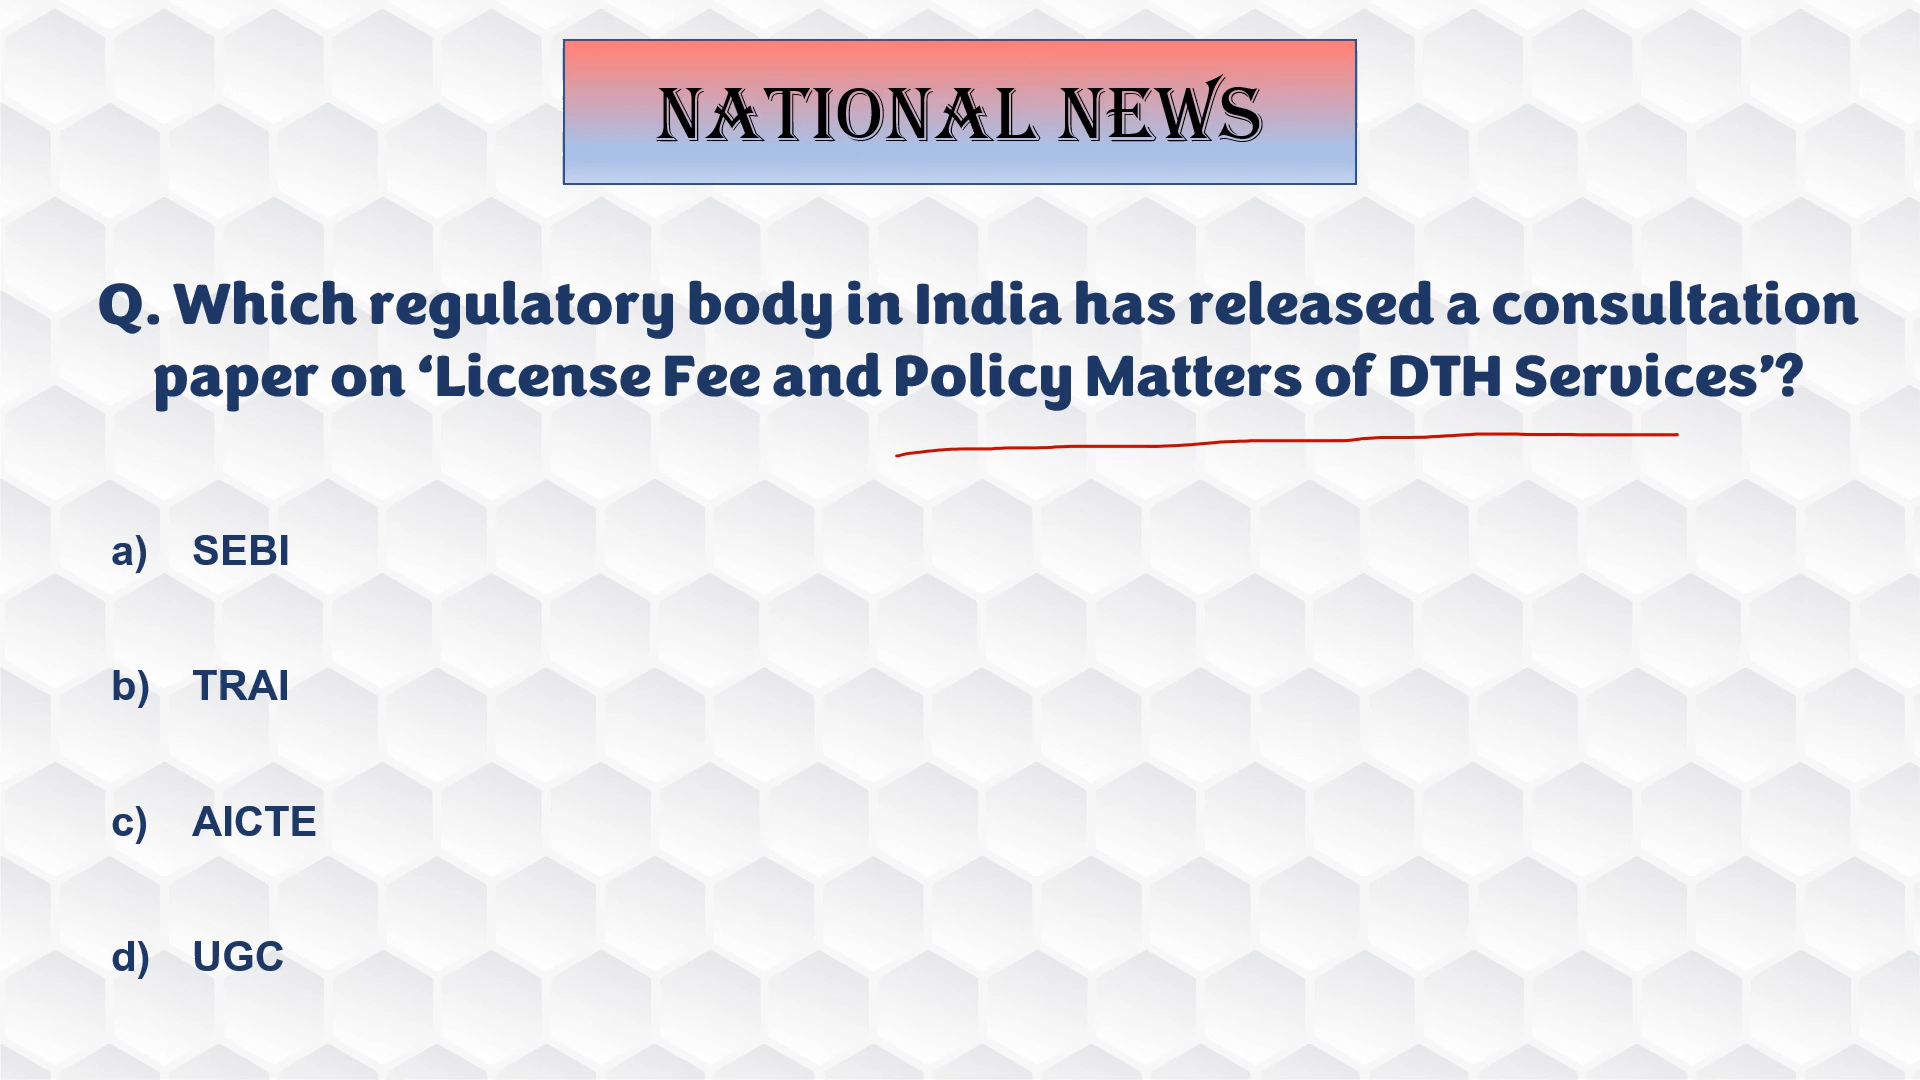 NATIONAL NEWS
Q. Which regulatory body in India has released a consultation
paper on ‘License Fee and Policy Matters of DTH Services’?
a) SEBI
b) TRAI
c) AICTE
d) UGC